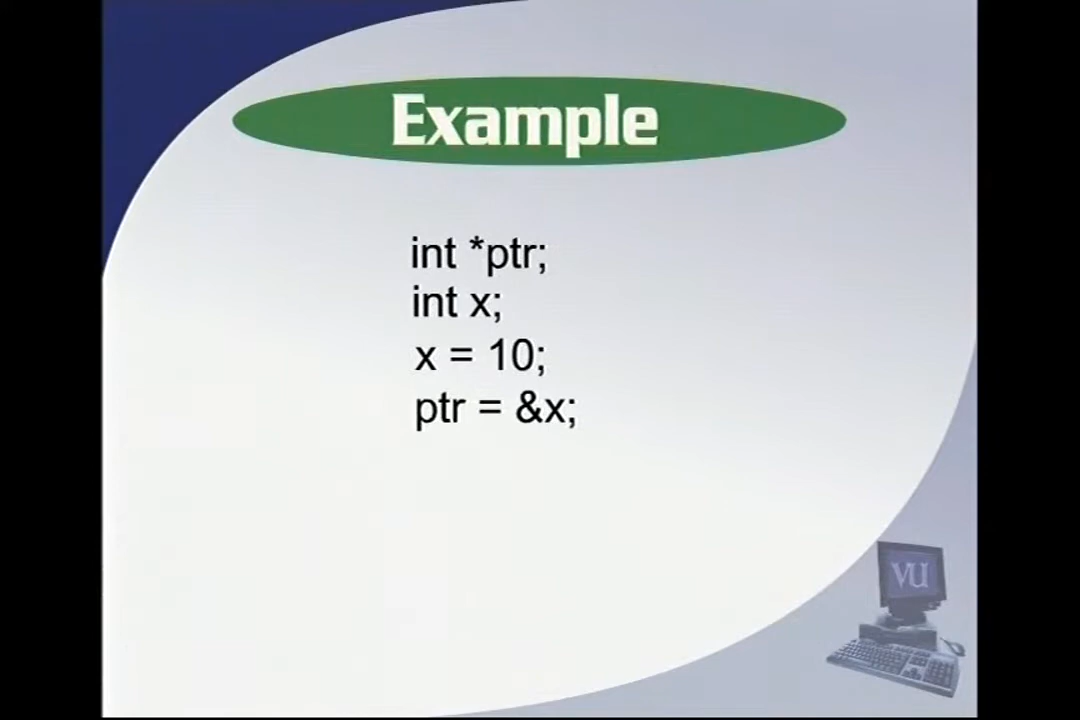 Example
int *ptr;
int x;
x = 10;
ptr = &x;
VU